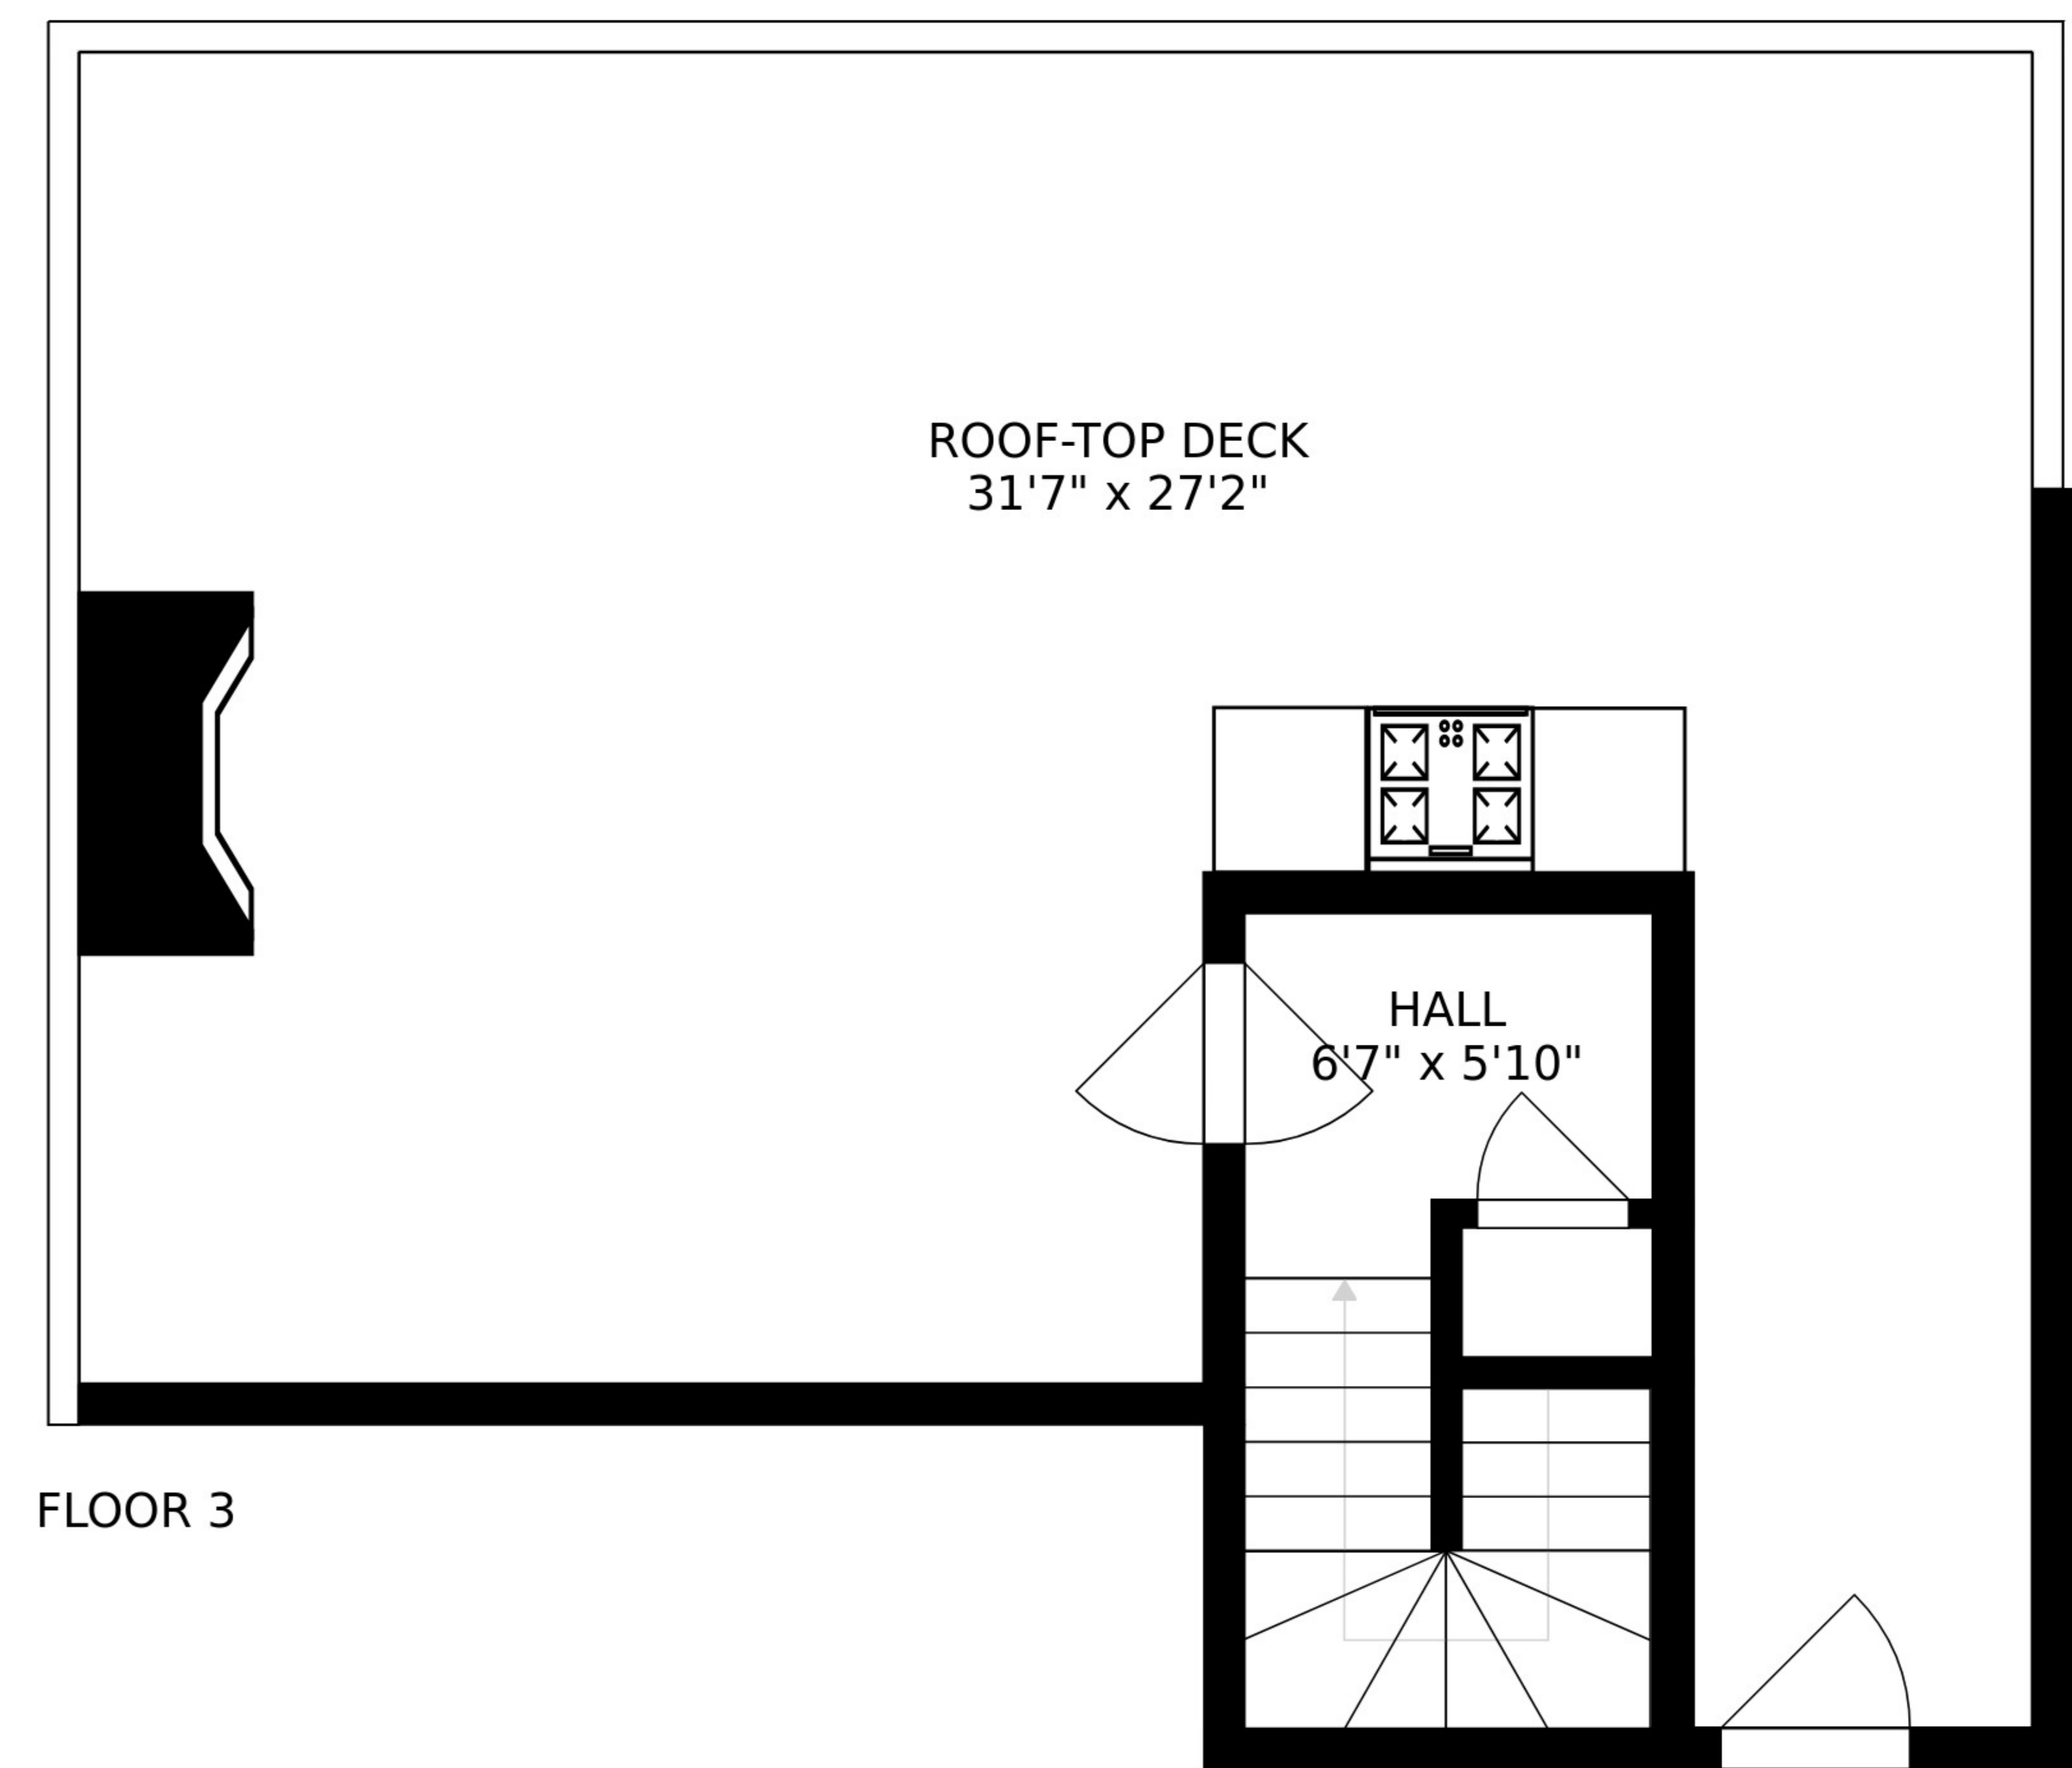 ROOF-TOP DECK
31'7" x 27'2"
HALL
6'7" x 5'10"
FLOOR 3